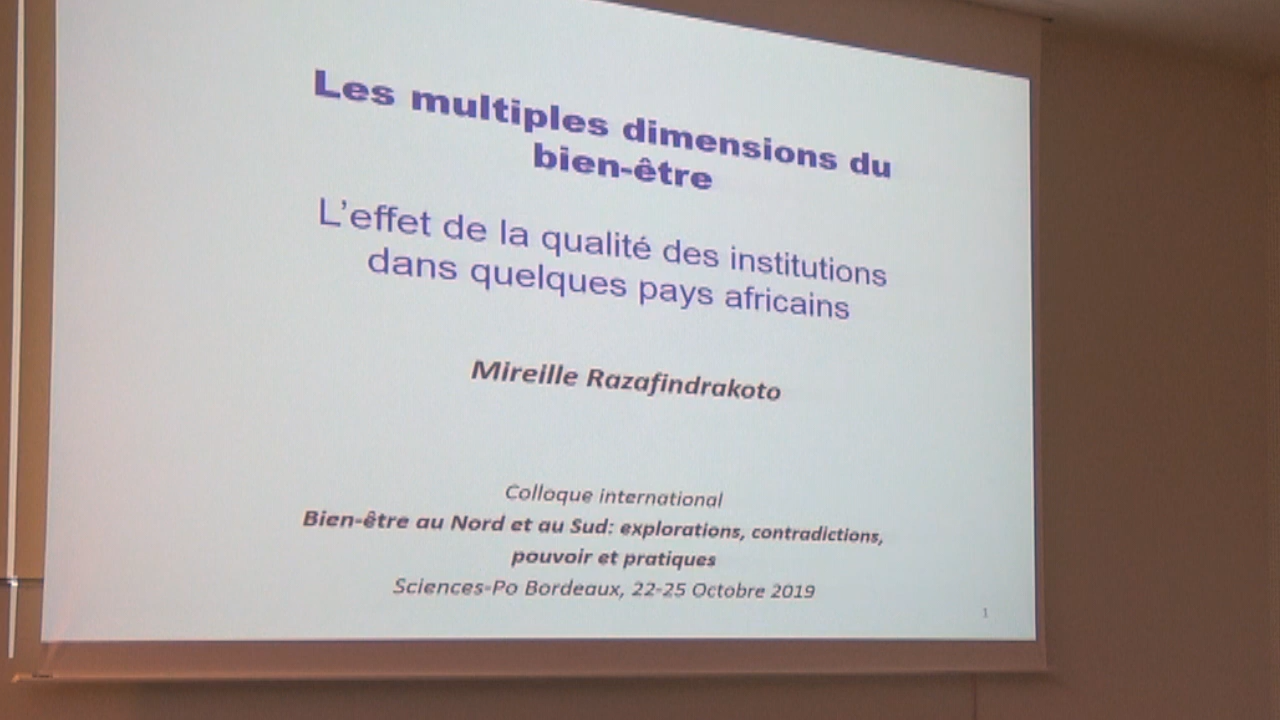 Les multiples dimensions du
bien-être
L'effet de la qualité des institutions
dans quelques pays africains
Mireille Razafindrakoto
Colloque international
Bien-être au Nord et au Sud: explorations, contradictions,
pouvoir et pratiques
Sciences-Po Bordeaux, 22-25 Octobre 2019
1